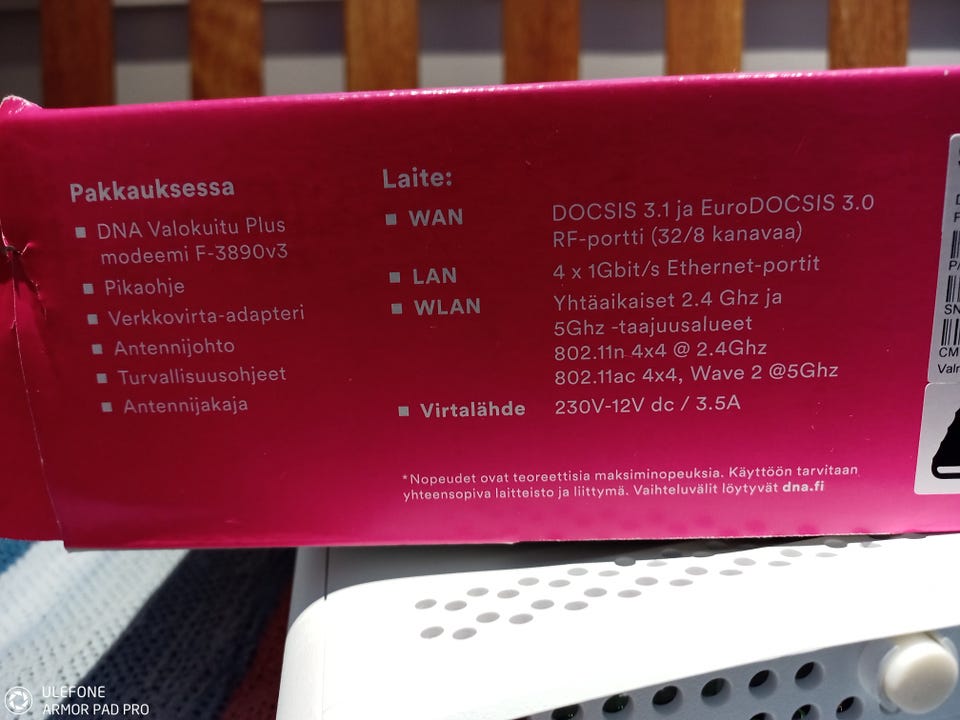 Pakkauksessa
DNA Valokuitu Plus
modeemi F-3890v3
Pikaohje
Verkkovirta-adapteri
Antennijohto
Turvallisuusohjeet
Antennijakaja
Laite:
WAN
DOCSIS 3.1 ja EuroDOCSIS 3.0
RF-portti (32/8 kanavaa)
LAN
4 x 1Gbit/s Ethernet-portit
WLAN
Yhtäaikaiset 2.4 Ghz ja
5Ghz -taajuusalueet
802.11n 4x4 @ 2.4Ghz
802.11ac 4x4, Wave 2 @5Ghz
Virtalähde
230V-12V dc / 3.5A
*Nopeudet ovat teoreettisia maksiminopeuksia. Käyttöön tarvitaan
yhteensopiva laitteisto ja liittymä. Vaihteluvälit löytyvät dna.fi
SN
CM
ULEFONE
ARMOR PAD PRO